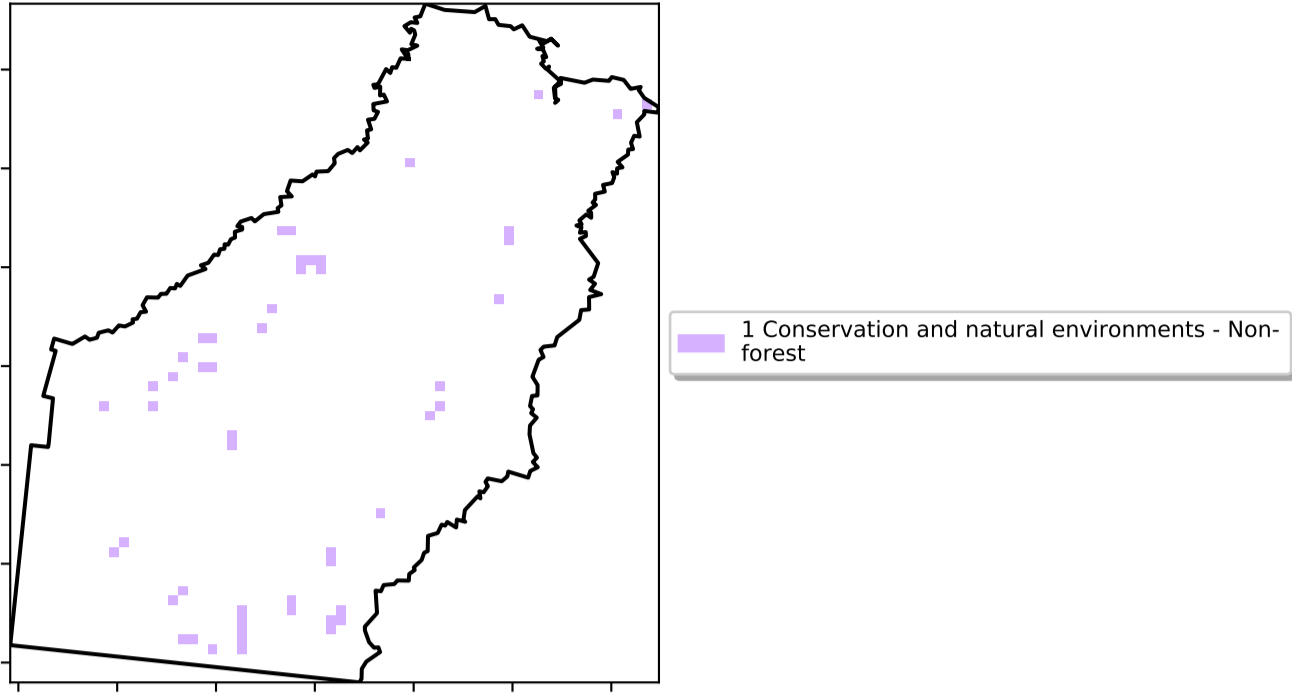 1 Conservation and natural environments - Non-
forest